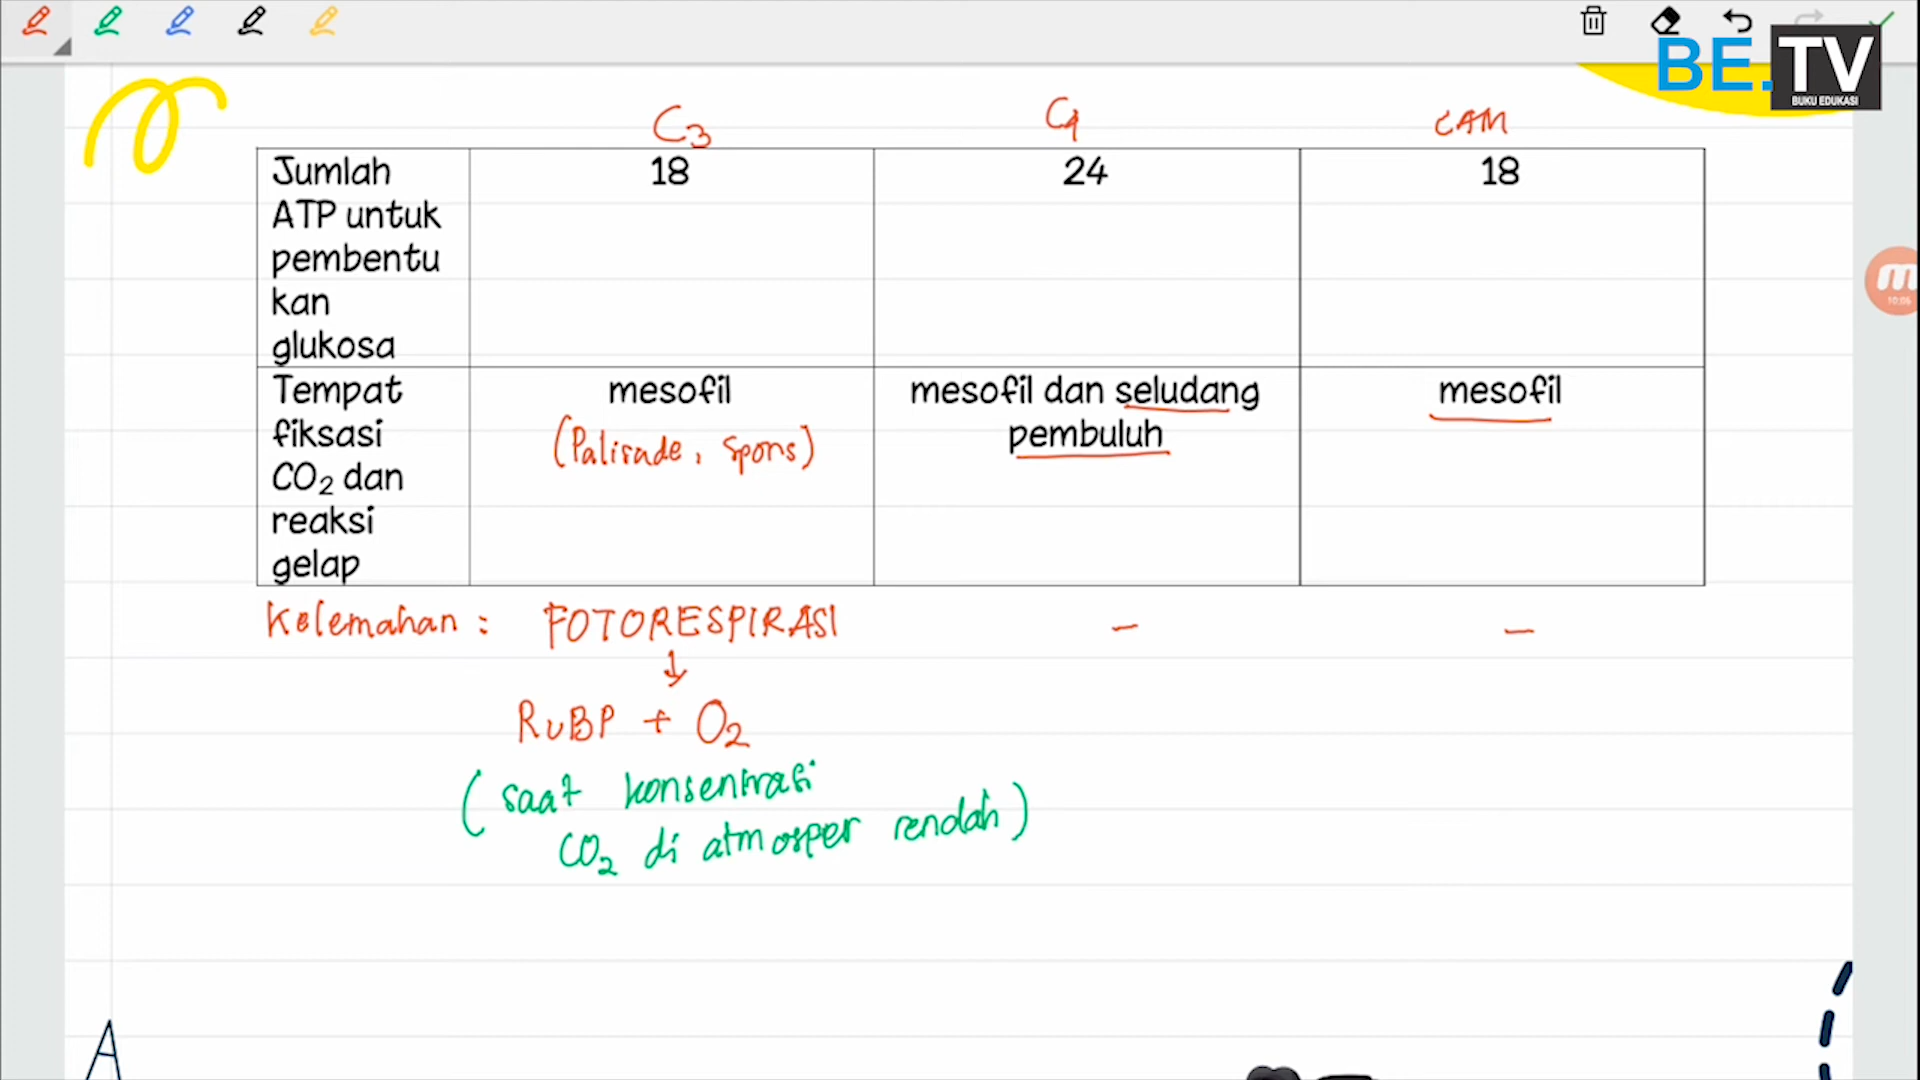 BE.TV
BUKU EDUKASI
C3 C4 CAM
Jumlah 18 24 18
ATP untuk
pembentu
kan
glukosa
10:06
Tempat mesofil mesofil dan seludang mesofil
fiksasi (Palisade, Spons) pembuluh
CO₂ dan
reaksi
gelap
Kelemahan : FOTORESPIRASI - -
↓
RuBP + O₂
(saat konsentrasi
CO₂ di atmosper rendah)
A